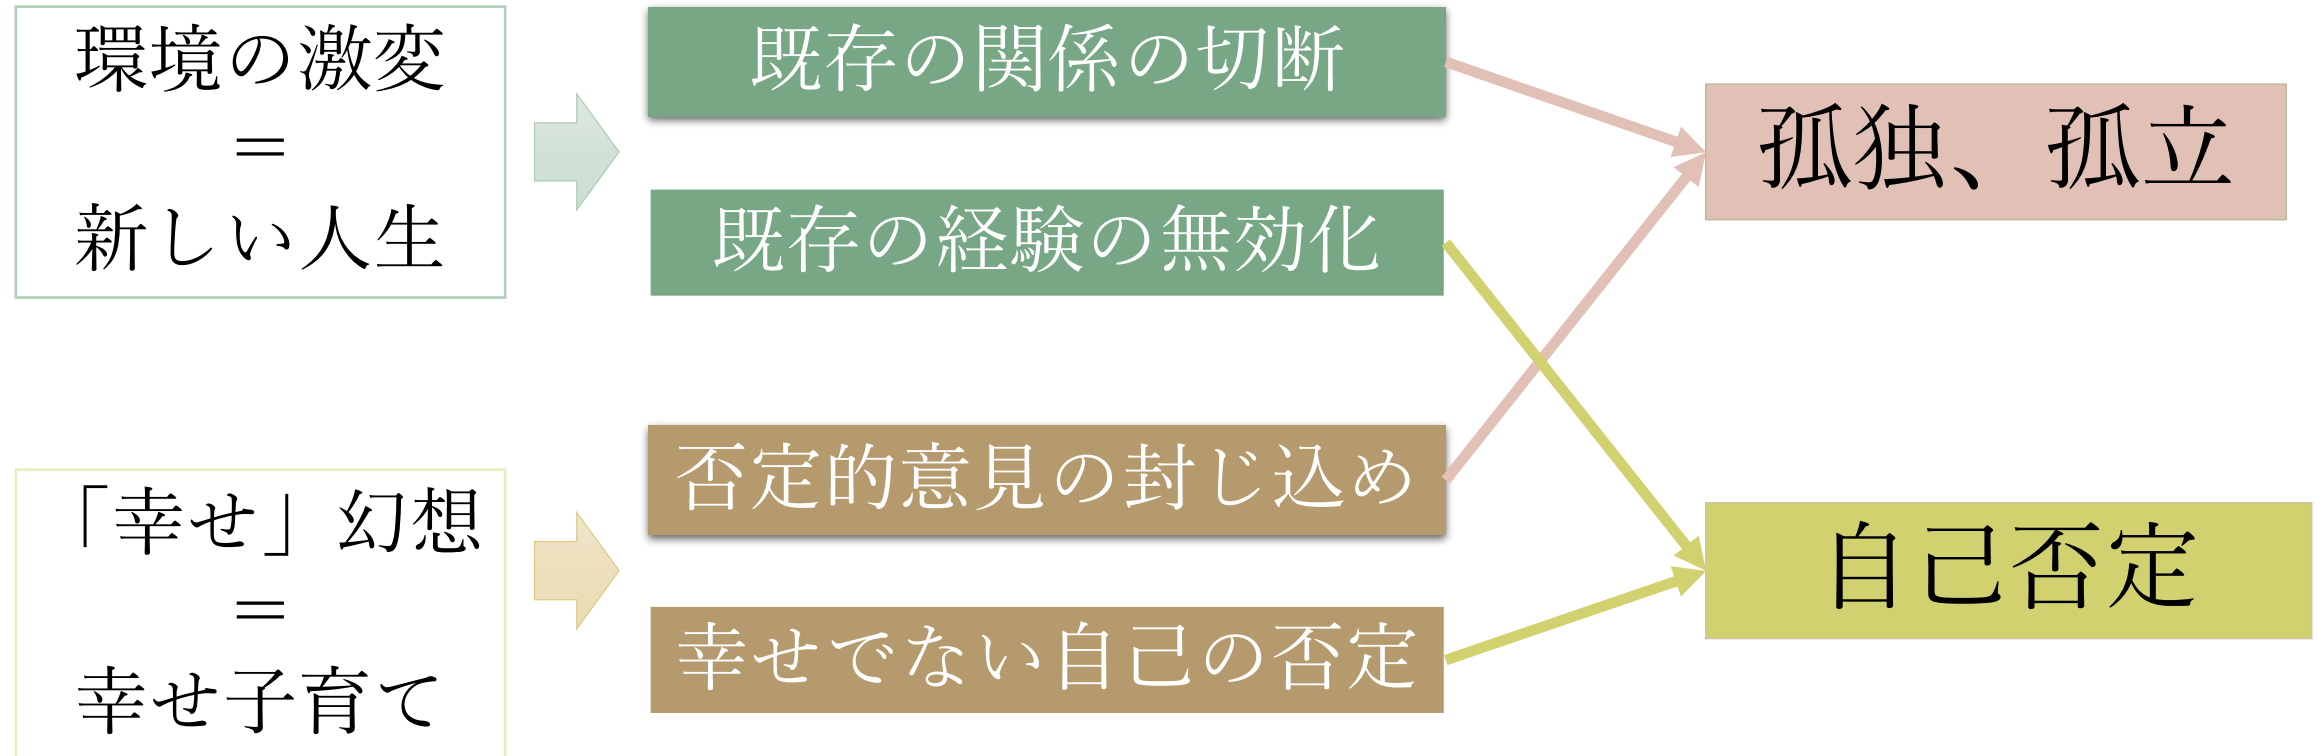 環境の激変
＝
新しい人生
既存の関係の切断
既存の経験の無効化
孤独、孤立
「幸せ」幻想
＝
幸せ子育て
否定的意見の封じ込め
幸せでない自己の否定
自己否定